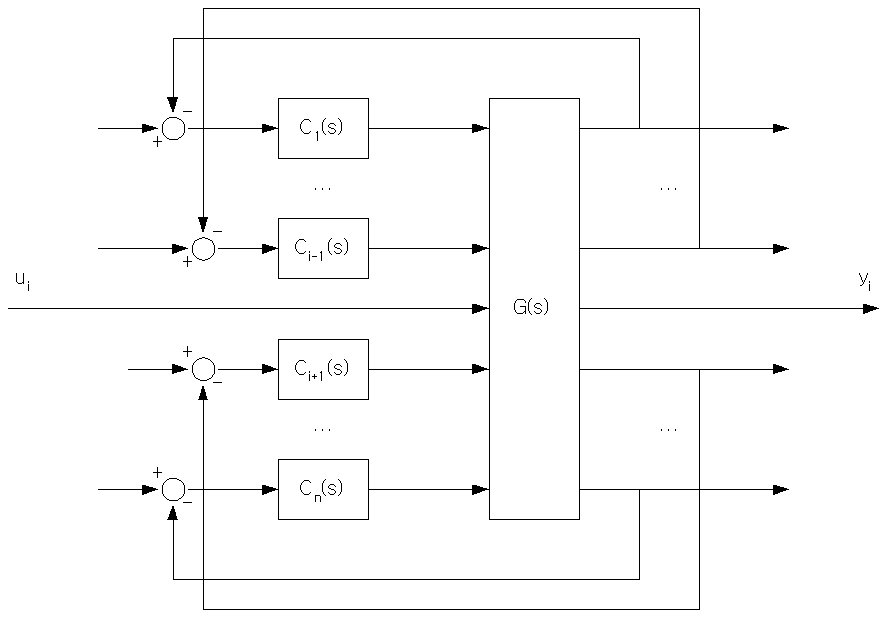 −
+
C1(s)
...
...
−
+
Ci−1(s)
ui
yi
G(s)
+
−
Ci+1(s)
...
...
+
−
Cn(s)